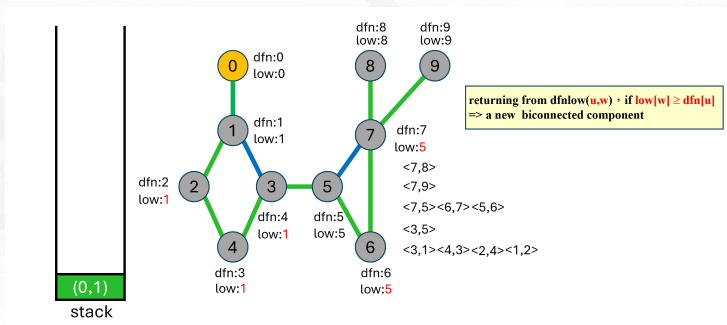 dfn:8
low:8
dfn:9
low:9
dfn:0
low:0
0
8
9
returning from dfnlow(u,w),if low[w] ≥ dfn[u]
=> a new biconnected component
dfn:1
low:1
1
7
dfn:7
low:5
<7,8>
dfn:2
low:1
2
3
5
<7,9>
<7,5><6,7><5,6>
dfn:4
low:1
dfn:5
low:5
<3,5>
4
6
<3,1><4,3><2,4><1,2>
dfn:3
low:1
dfn:6
low:5
(0,1)
stack